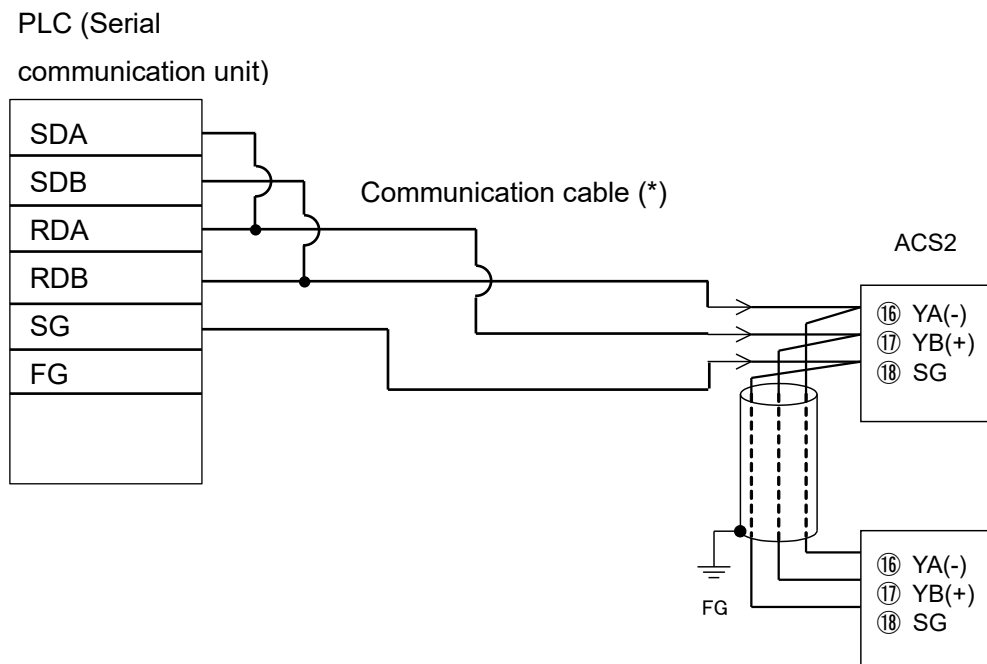 PLC (Serial
communication unit)
SDA
SDB
RDA
RDB
SG
FG
Communication cable (*)
ACS2
⑯ YA(-)
⑰ YB(+)
⑱ SG
FG
⑯ YA(-)
⑰ YB(+)
⑱ SG